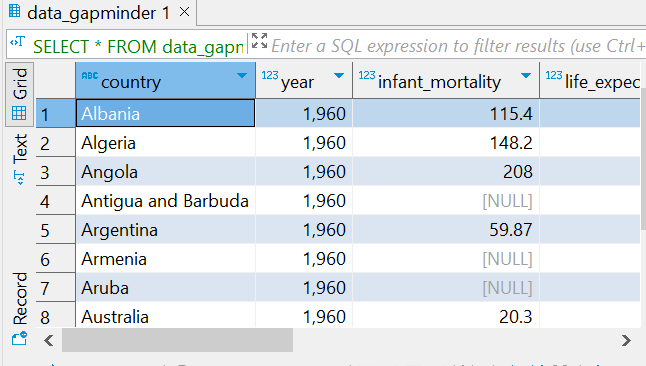 data_gapminder 1
SELECT * FROM data_gapn Enter a SQL expression to filter results (use Ctrl+
Grid
Text
Record
ABC country 123 year 123 infant_mortality 123 life_expec
1 Albania 1,960 115.4
2 Algeria 1,960 148.2
3 Angola 1,960 208
4 Antigua and Barbuda 1,960 [NULL]
5 Argentina 1,960 59.87
6 Armenia 1,960 [NULL]
7 Aruba 1,960 [NULL]
8 Australia 1,960 20.3